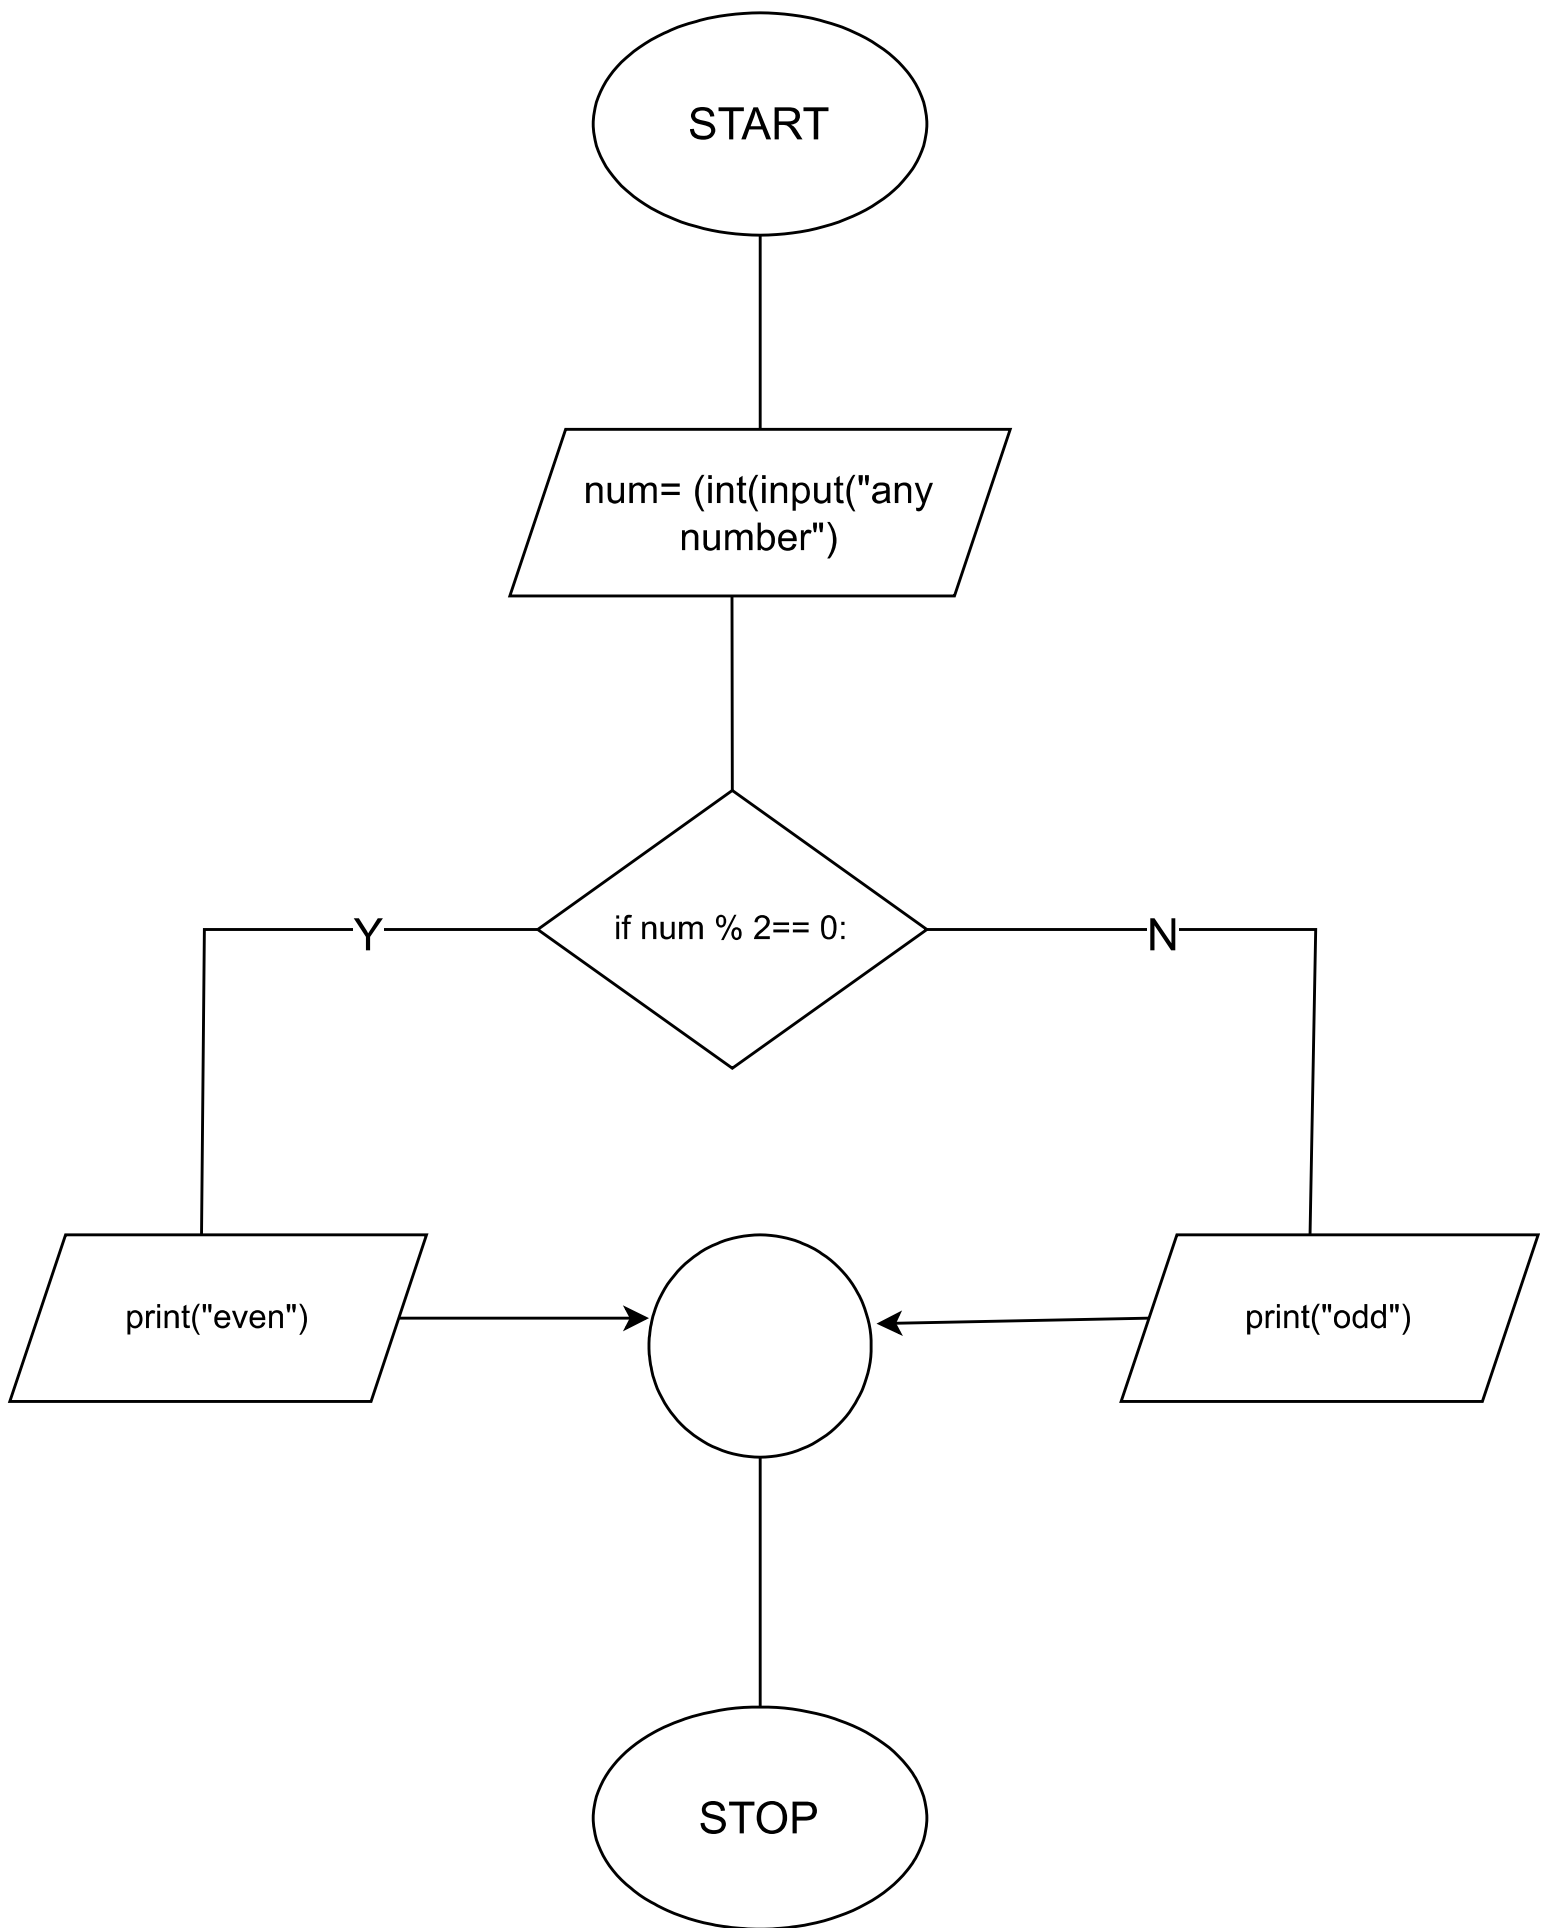 START
num= (int(input("any
number")
if num % 2== 0:
Y
N
print("even")
print("odd")
STOP